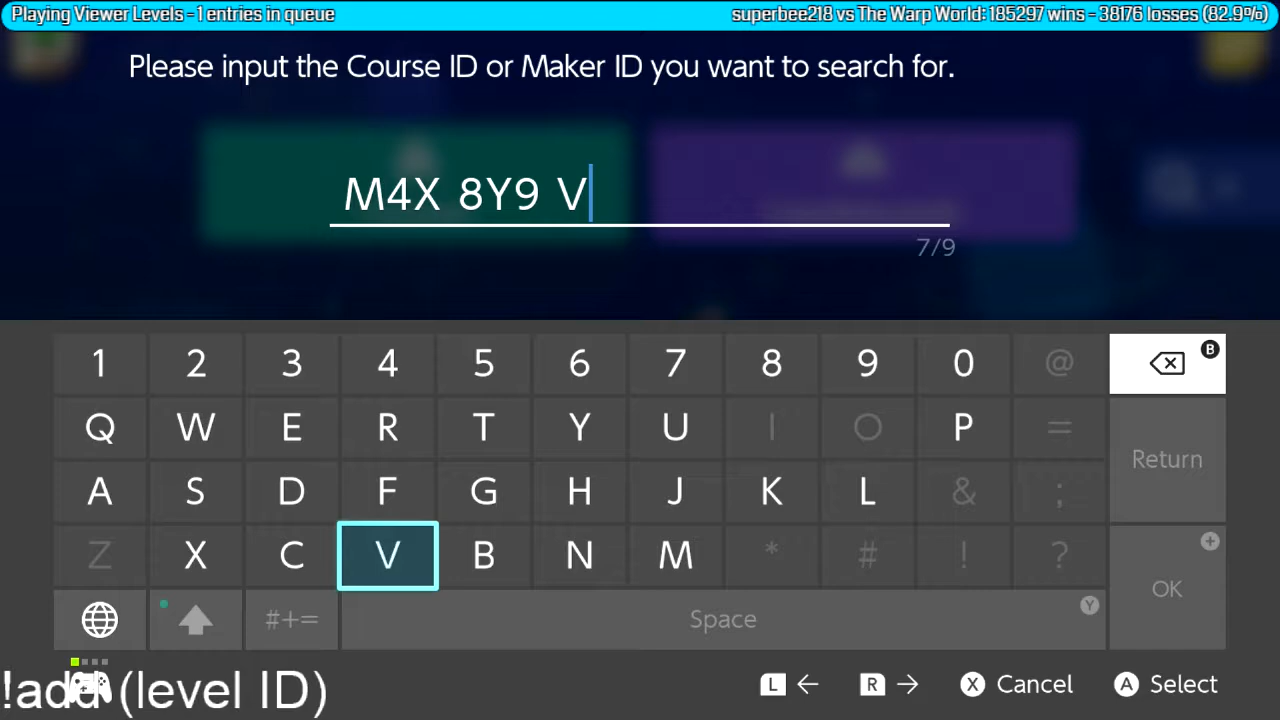 Playing Viewer Levels - 1 entries in queue
superbee218 vs The Warp World: 185297 wins - 38176 losses (82.9%)
Please input the Course ID or Maker ID you want to search for.
M4X 8Y9 V
7/9
1 2 3 4 5 6 7 8 9 0 @ B
Q W E R T Y U I O P = Return
A S D F G H J K L & ;
Z X C V B N M * # ! ? + OK
#+= Space Y
!add (level ID)
L ← R → X Cancel A Select